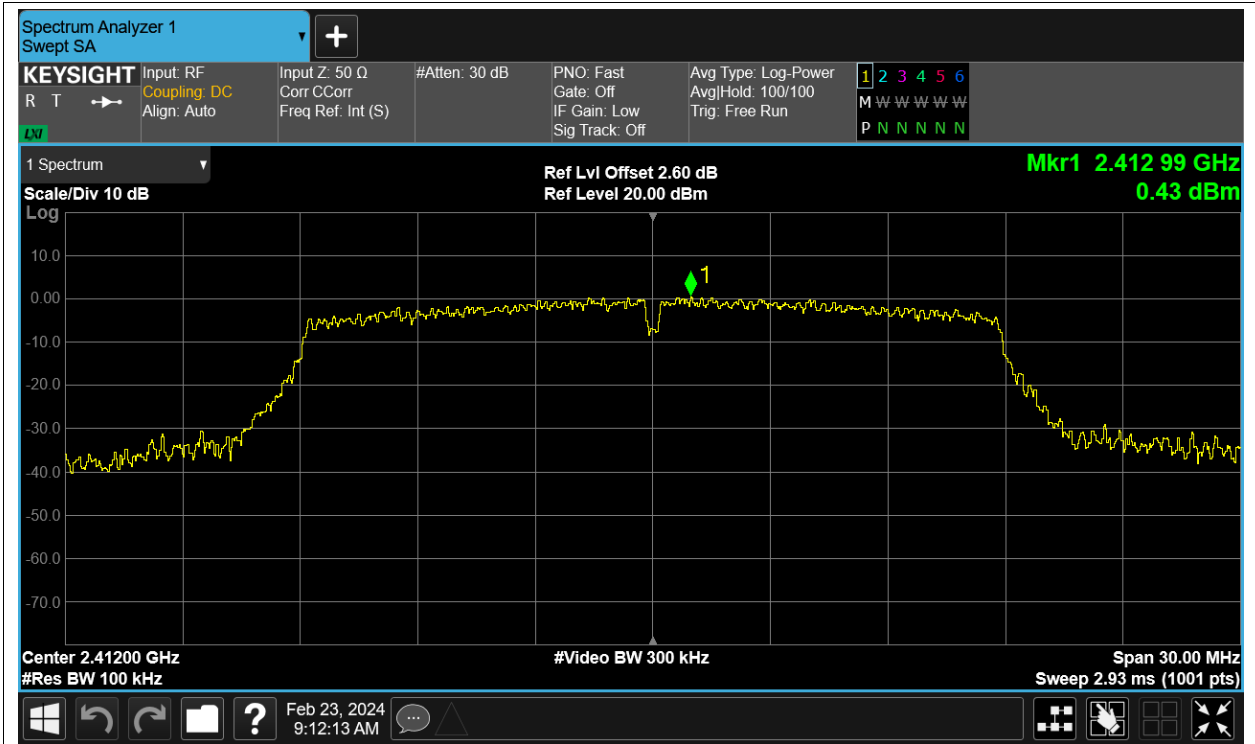 Spectrum Analyzer 1
Swept SA
KEYSIGHT
R T
LXI
Input: RF
Coupling: DC
Align: Auto
Input Z: 50 Ω
Corr CCorr
Freq Ref: Int (S)
#Atten: 30 dB
PNO: Fast
Gate: Off
IF Gain: Low
Sig Track: Off
Avg Type: Log-Power
Avg|Hold: 100/100
Trig: Free Run
1 2 3 4 5 6
M W W W W W
P N N N N N
1 Spectrum
Scale/Div 10 dB
Log
Ref Lvl Offset 2.60 dB
Ref Level 20.00 dBm
Mkr1 2.412 99 GHz
0.43 dBm
1
10.0
0.00
-10.0
-20.0
-30.0
-40.0
-50.0
-60.0
-70.0
Center 2.41200 GHz
#Res BW 100 kHz
#Video BW 300 kHz
Span 30.00 MHz
Sweep 2.93 ms (1001 pts)
?
Feb 23, 2024
9:12:13 AM